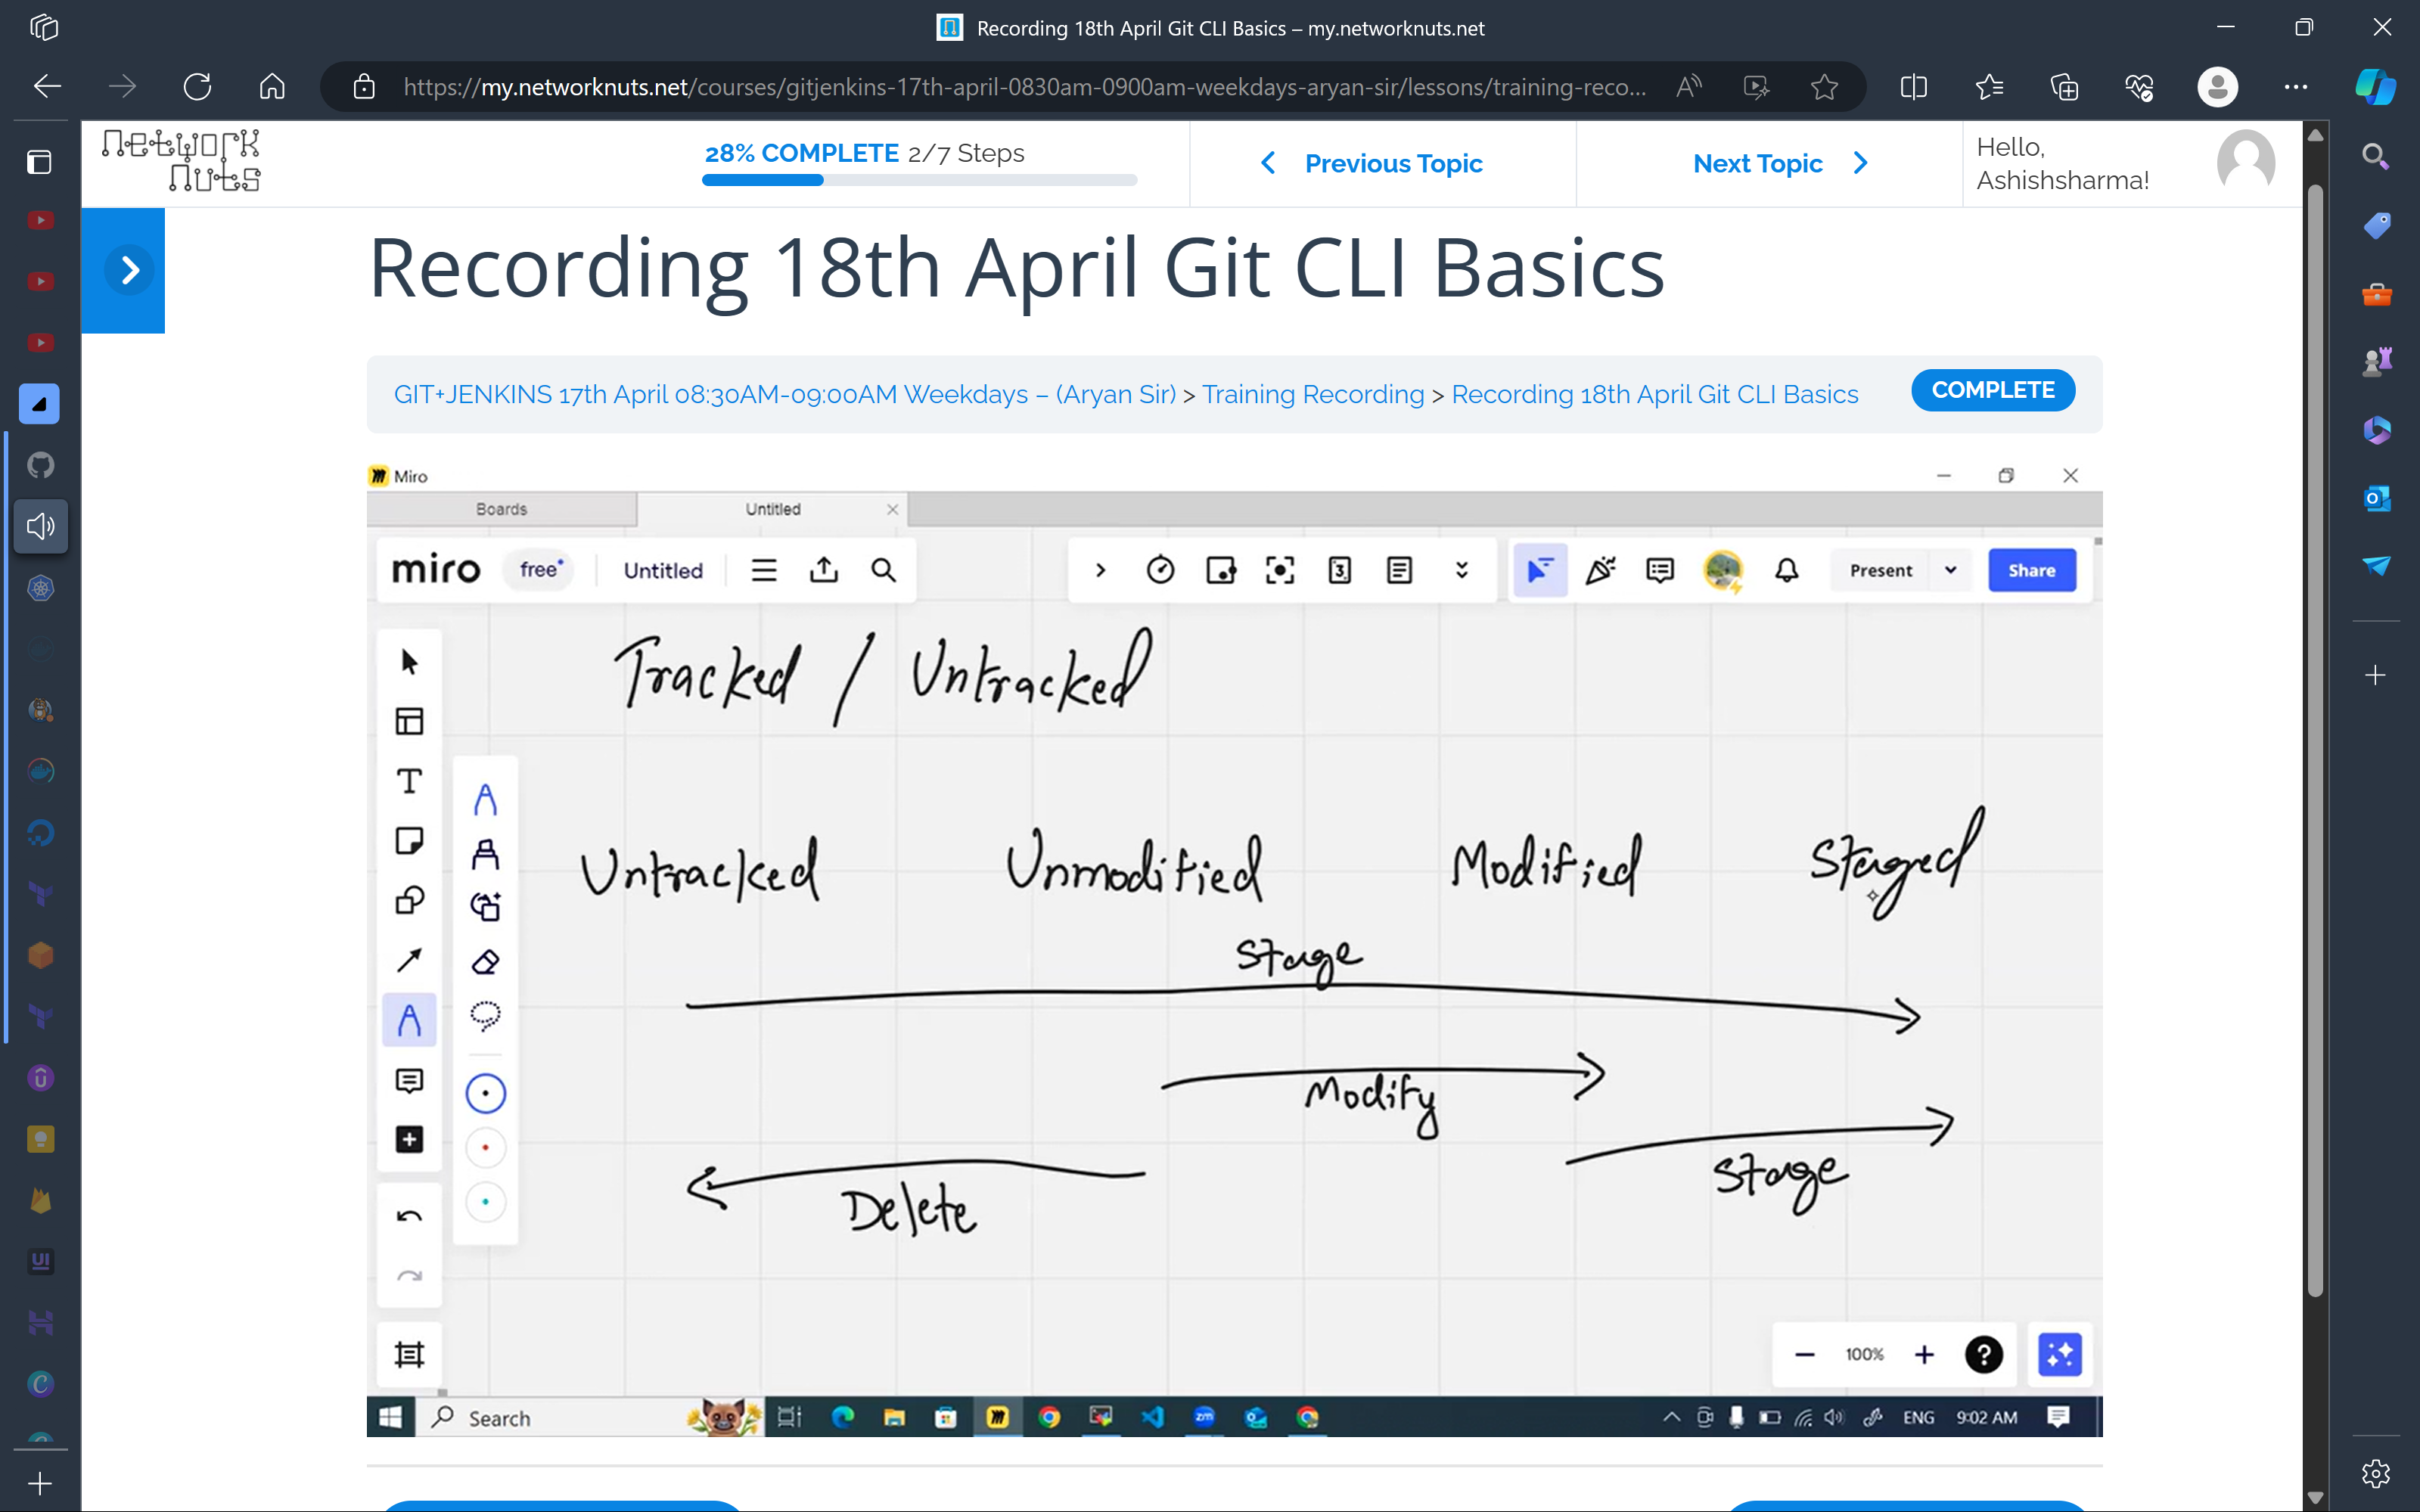 Recording 18th April Git CLI Basics – my.networknuts.net
https://my.networknuts.net/courses/gitjenkins-17th-april-0830am-0900am-weekdays-aryan-sir/lessons/training-reco...
Network Nuts
28% COMPLETE 2/7 Steps
Previous Topic
Next Topic
Hello,
Ashishsharma!
Recording 18th April Git CLI Basics
GIT+JENKINS 17th April 08:30AM-09:00AM Weekdays – (Aryan Sir) > Training Recording > Recording 18th April Git CLI Basics
COMPLETE
Miro
Boards
Untitled
miro
free
Untitled
Present
Share
Tracked / Untracked
Untracked Unmodified Modified Staged
Stage
Modify
Stage
Delete
100%
Search
ENG
9:02 AM